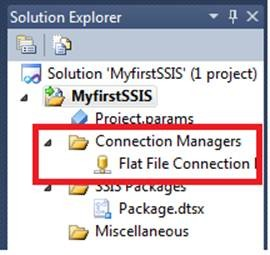 Solution Explorer
Solution 'MyfirstSSIS' (1 project)
MyfirstSSIS
Project.params
Connection Managers
Flat File Connection
SSIS Packages
Package.dtsx
Miscellaneous